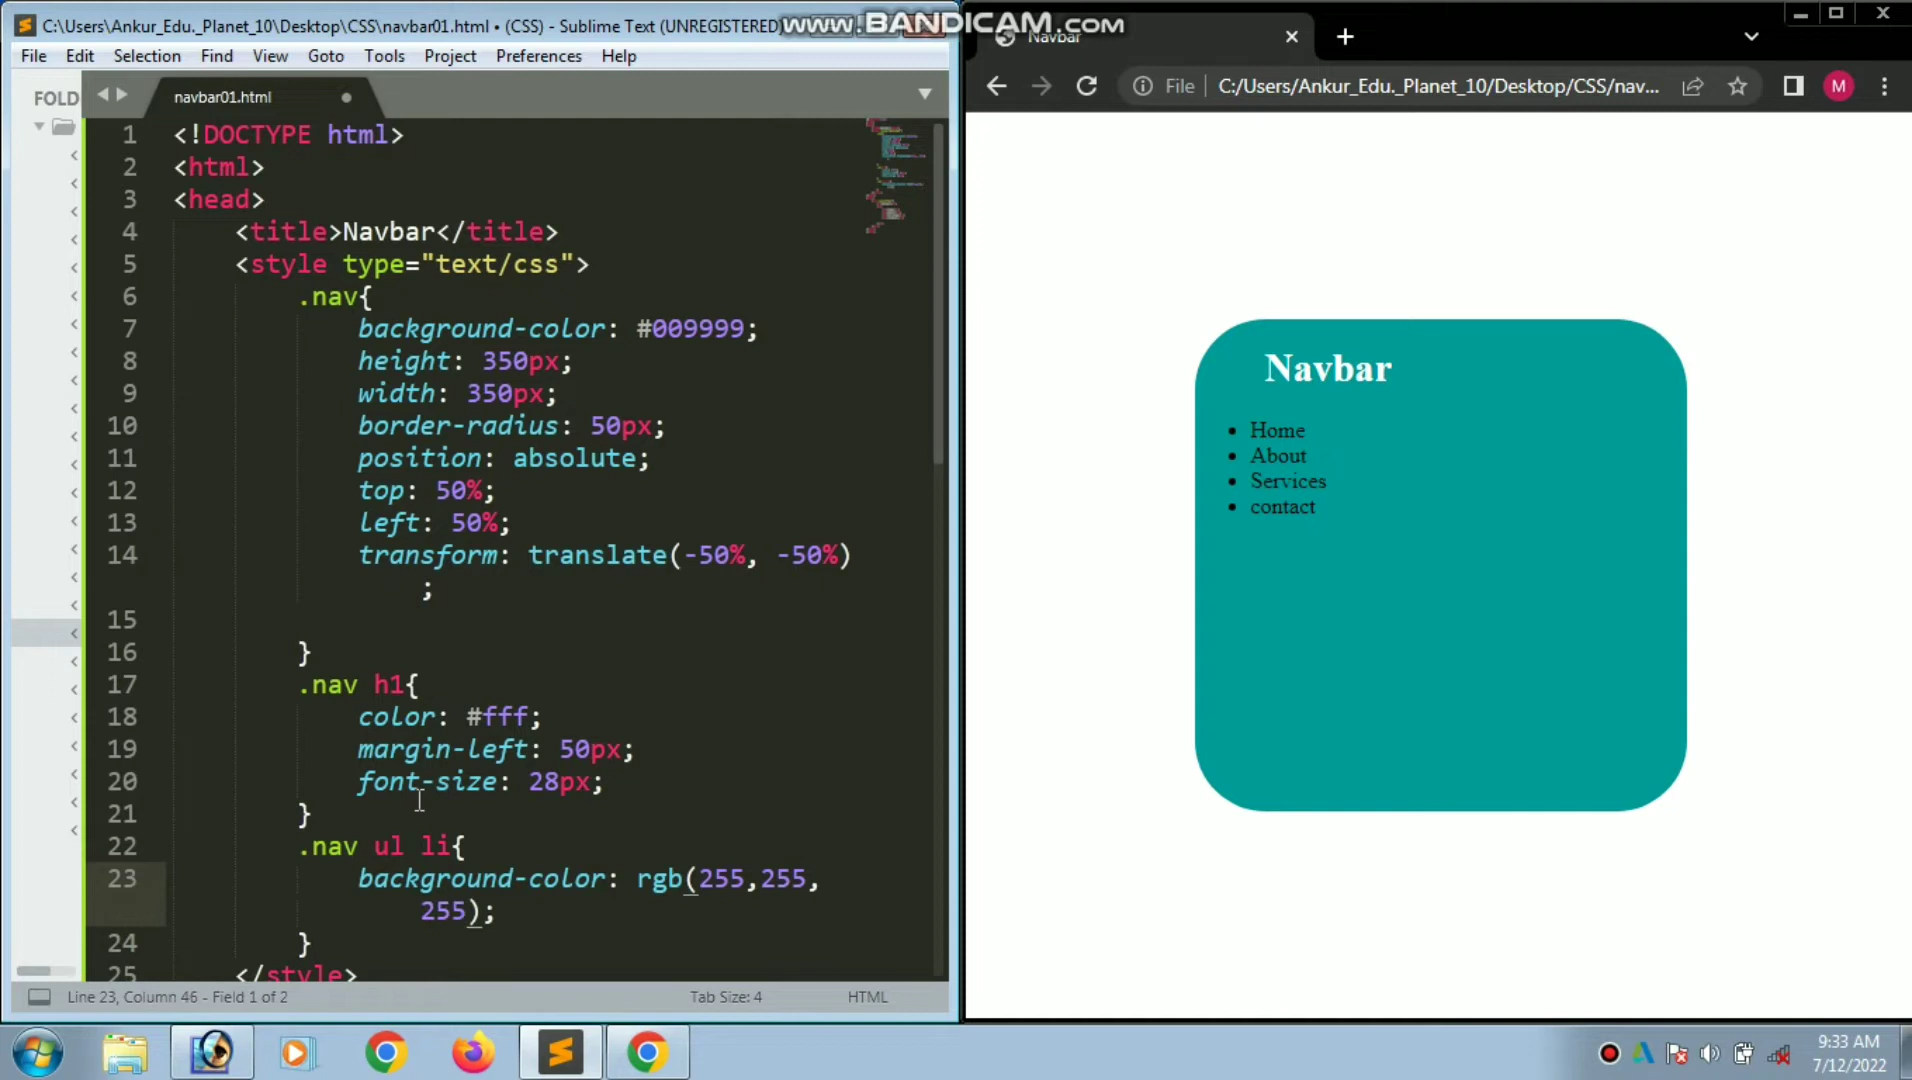 C:\Users\Ankur_Edu._Planet_10\Desktop\CSS\navbar01.html • (CSS) - Sublime Text (UNREGISTERED)
www.BANDICAM.com
File Edit Selection Find View Goto Tools Project Preferences Help
FOLD
navbar01.html
1 <!DOCTYPE html>
2 <html>
3 <head>
4 <title>Navbar</title>
5 <style type="text/css">
6 .nav{
7 background-color: #009999;
8 height: 350px;
9 width: 350px;
10 border-radius: 50px;
11 position: absolute;
12 top: 50%;
13 left: 50%;
14 transform: translate(-50%, -50%)
;
15
16 }
17 .nav h1{
18 color: #fff;
19 margin-left: 50px;
20 font-size: 28px;
21 }
22 .nav ul li{
23 background-color: rgb(255,255,
255);
24 }
25 </style>
Line 23, Column 46 - Field 1 of 2
Tab Size: 4
HTML
Navbar
File C:/Users/Ankur_Edu._Planet_10/Desktop/CSS/nav...
M
Navbar
• Home
• About
• Services
• contact
9:33 AM
7/12/2022